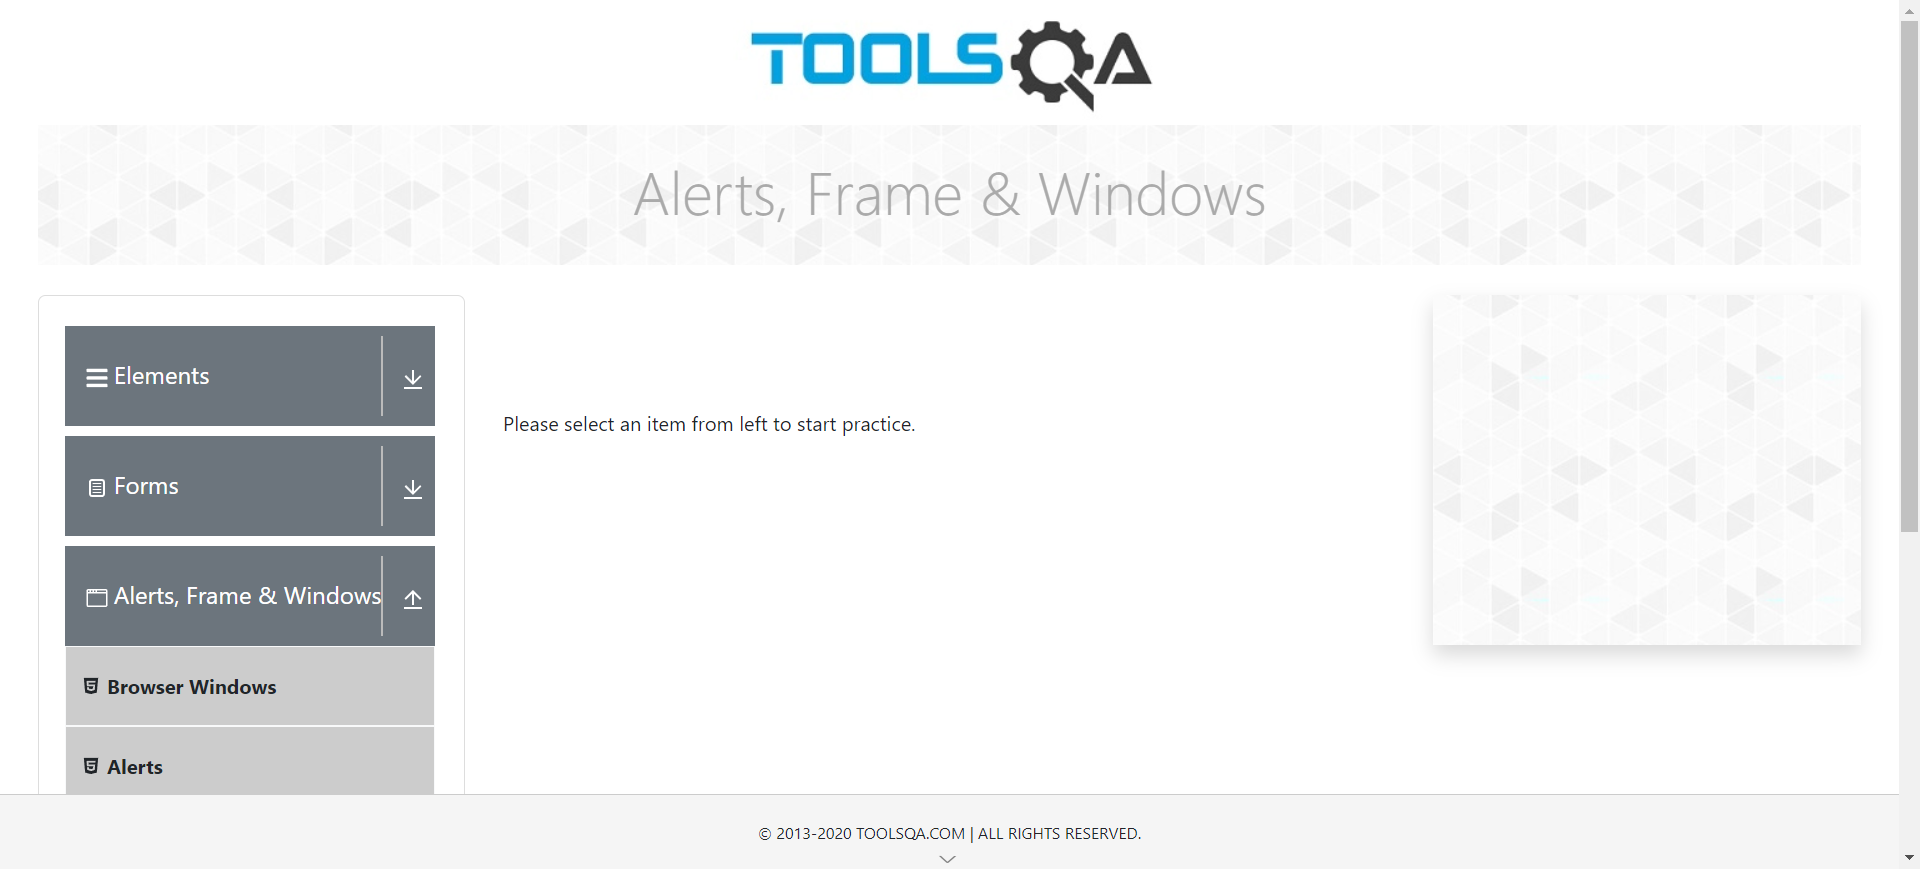 TOOLSQA
Alerts, Frame & Windows
Elements
Please select an item from left to start practice.
Forms
Alerts, Frame & Windows
Browser Windows
Alerts
© 2013-2020 TOOLSQA.COM | ALL RIGHTS RESERVED.